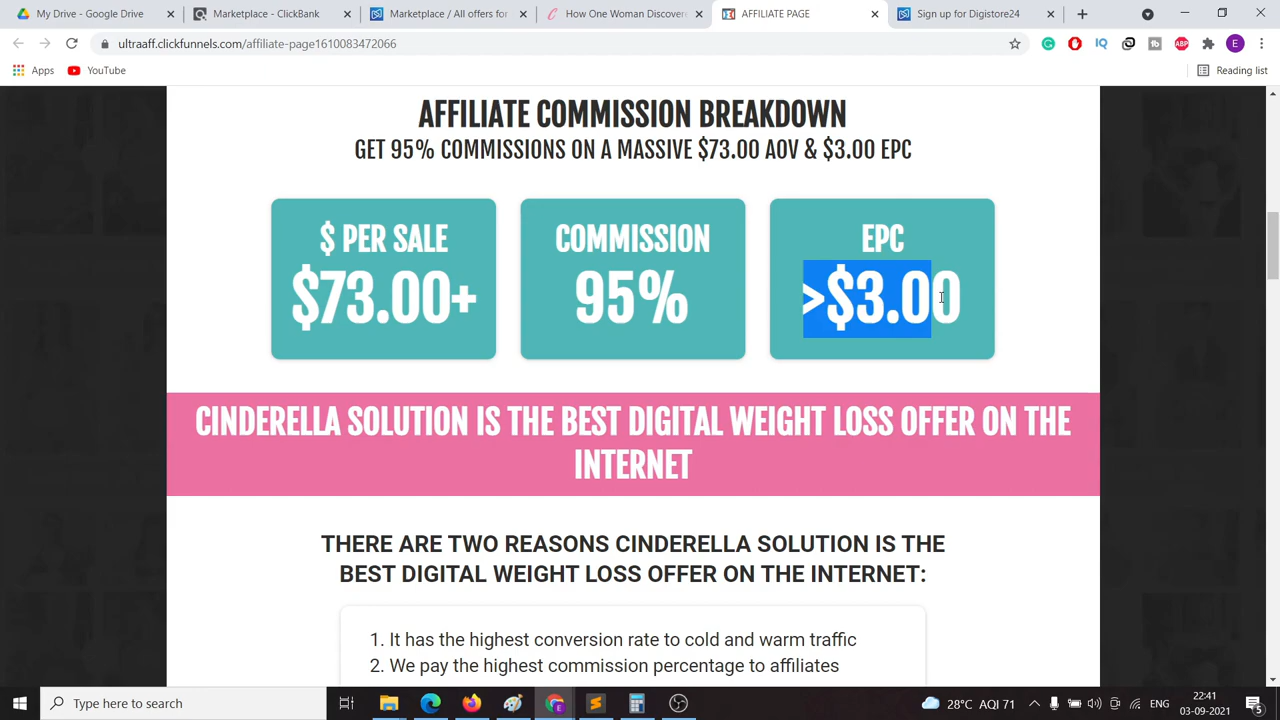 My Drive - Google Drive
Marketplace - ClickBank
Marketplace / All offers for
How One Woman Discover
AFFILIATE PAGE
Sign up for Digistore24
ultraaff.clickfunnels.com/affiliate-page1610083472066
IQ
ABP
E
Apps
YouTube
Reading list
AFFILIATE COMMISSION BREAKDOWN
GET 95% COMMISSIONS ON A MASSIVE $73.00 AOV & $3.00 EPC
$ PER SALE
$73.00+
COMMISSION
95%
EPC
>$3.00
CINDERELLA SOLUTION IS THE BEST DIGITAL WEIGHT LOSS OFFER ON THE
INTERNET
THERE ARE TWO REASONS CINDERELLA SOLUTION IS THE
BEST DIGITAL WEIGHT LOSS OFFER ON THE INTERNET:
1. It has the highest conversion rate to cold and warm traffic
2. We pay the highest commission percentage to affiliates
Type here to search
28°C AQI 71
ENG
22:41
03-09-2021
5